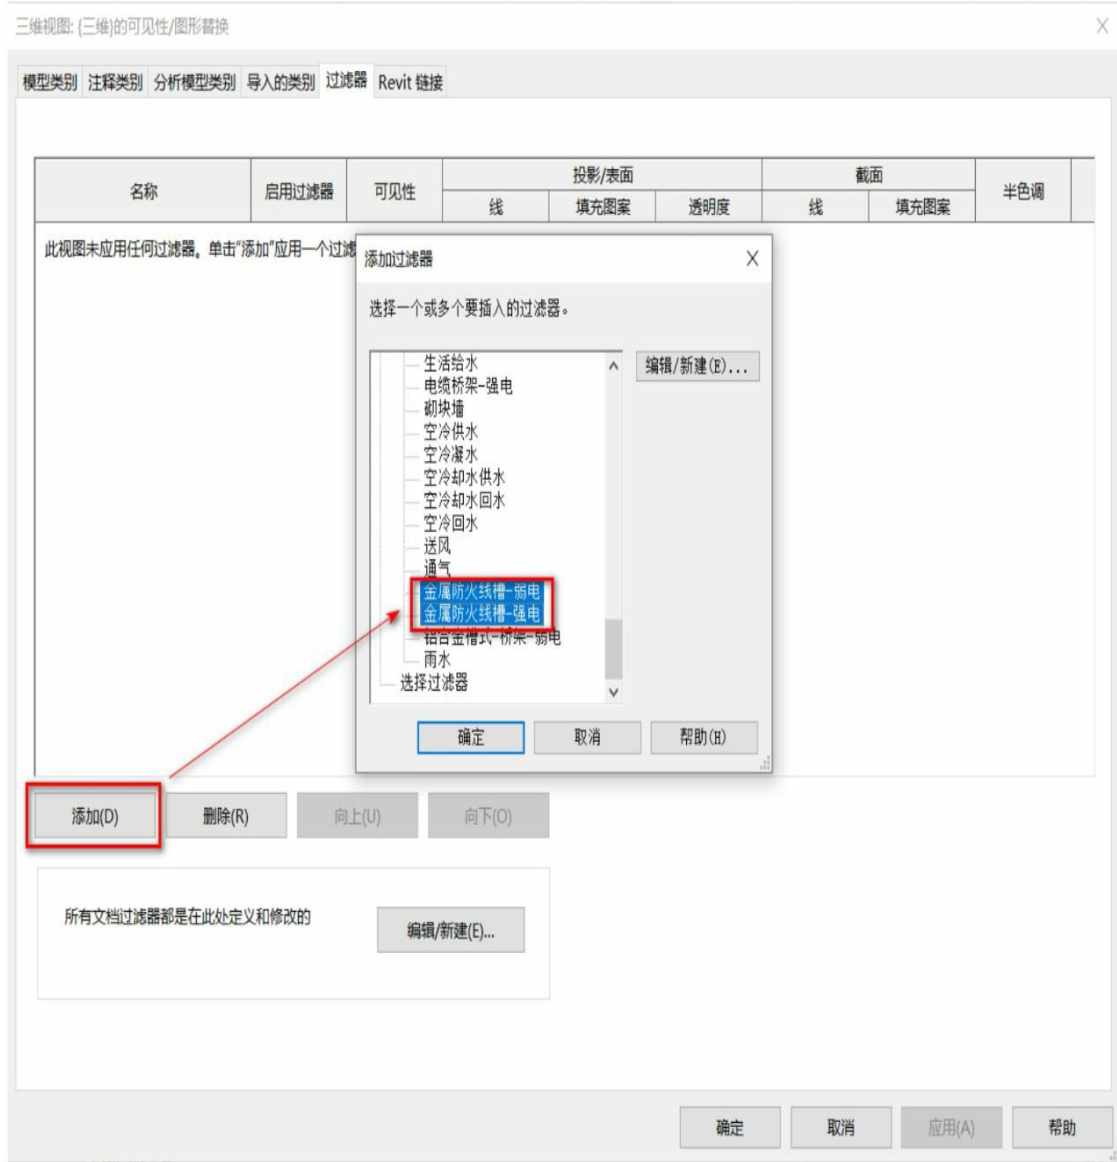 三维视图: {三维}的可见性/图形替换
模型类别 注释类别 分析模型类别 导入的类别 过滤器 Revit 链接
名称 启用过滤器 可见性 投影/表面 截面 半色调
线 填充图案 透明度 线 填充图案
此视图未应用任何过滤器。单击“添加”应用一个过滤
添加过滤器
选择一个或多个要插入的过滤器。
编辑/新建(E)...
生活给水
电缆桥架-强电
砌块墙
空冷供水
空冷凝水
空冷却水供水
空冷却水回水
空冷回水
送风
通气
金属防火线槽-弱电
金属防火线槽-强电
铝合金槽式-桥架-弱电
雨水
选择过滤器
确定 取消 帮助(H)
添加(D) 删除(R) 向上(U) 向下(O)
所有文档过滤器都是在此处定义和修改的
编辑/新建(E)...
确定 取消 应用(A) 帮助